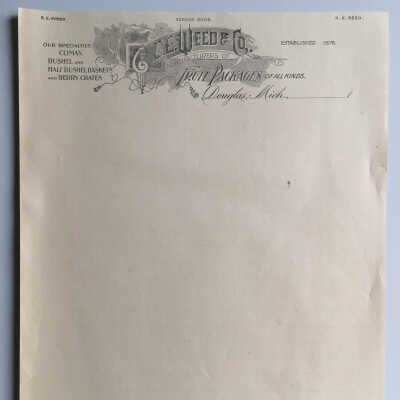 OUR SPECIALTIES
CLIMAX
BUSHEL AND
HALF BUSHEL BASKETS
AND BERRY CRATES
WEED & CO.
ESTABLISHED
FRUIT PACKAGES OF ALL KINDS.
Douglas, Mich.
1